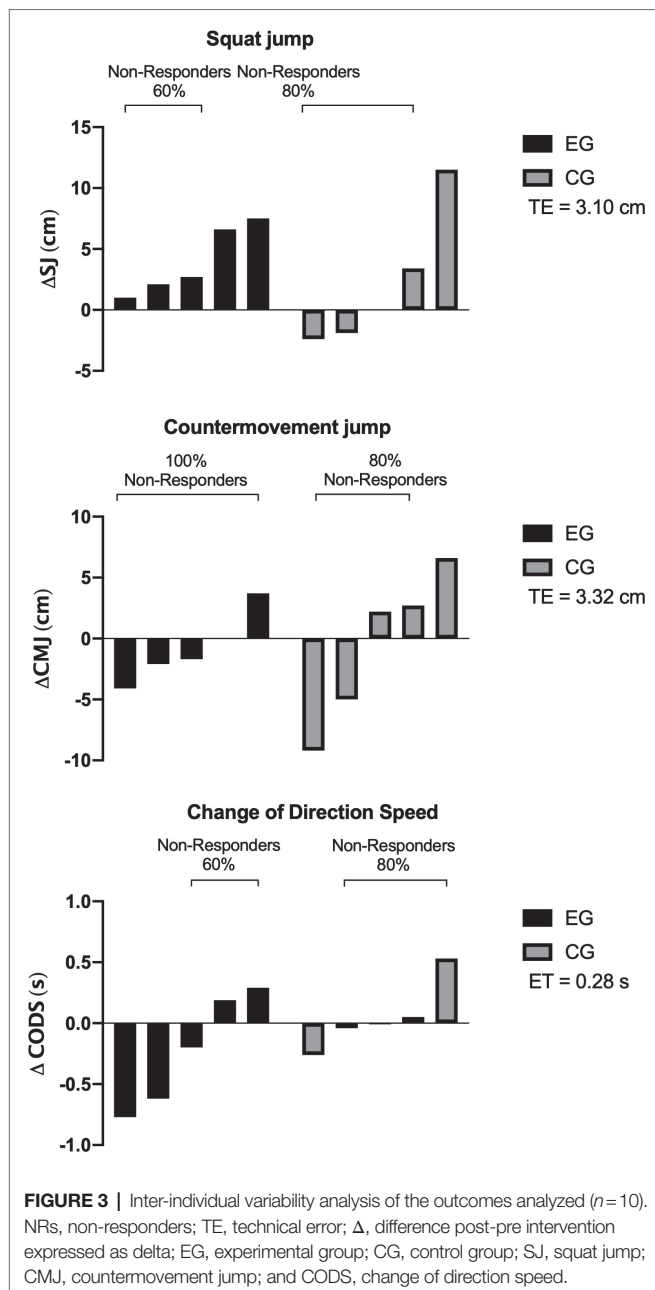 Squat jump
Non-Responders Non-Responders
60% 80%
15
10
5
0
-5
ΔSJ (cm)
EG
CG
TE = 3.10 cm
Countermovement jump
100% 80%
Non-Responders Non-Responders
10
5
0
-5
-10
ΔCMJ (cm)
EG
CG
TE = 3.32 cm
Change of Direction Speed
Non-Responders Non-Responders
60% 80%
1.0
0.5
0.0
-0.5
-1.0
Δ CODS (s)
EG
CG
ET = 0.28 s
FIGURE 3 | Inter-individual variability analysis of the outcomes analyzed (n=10).
NRs, non-responders; TE, technical error; Δ, difference post-pre intervention
expressed as delta; EG, experimental group; CG, control group; SJ, squat jump;
CMJ, countermovement jump; and CODS, change of direction speed.